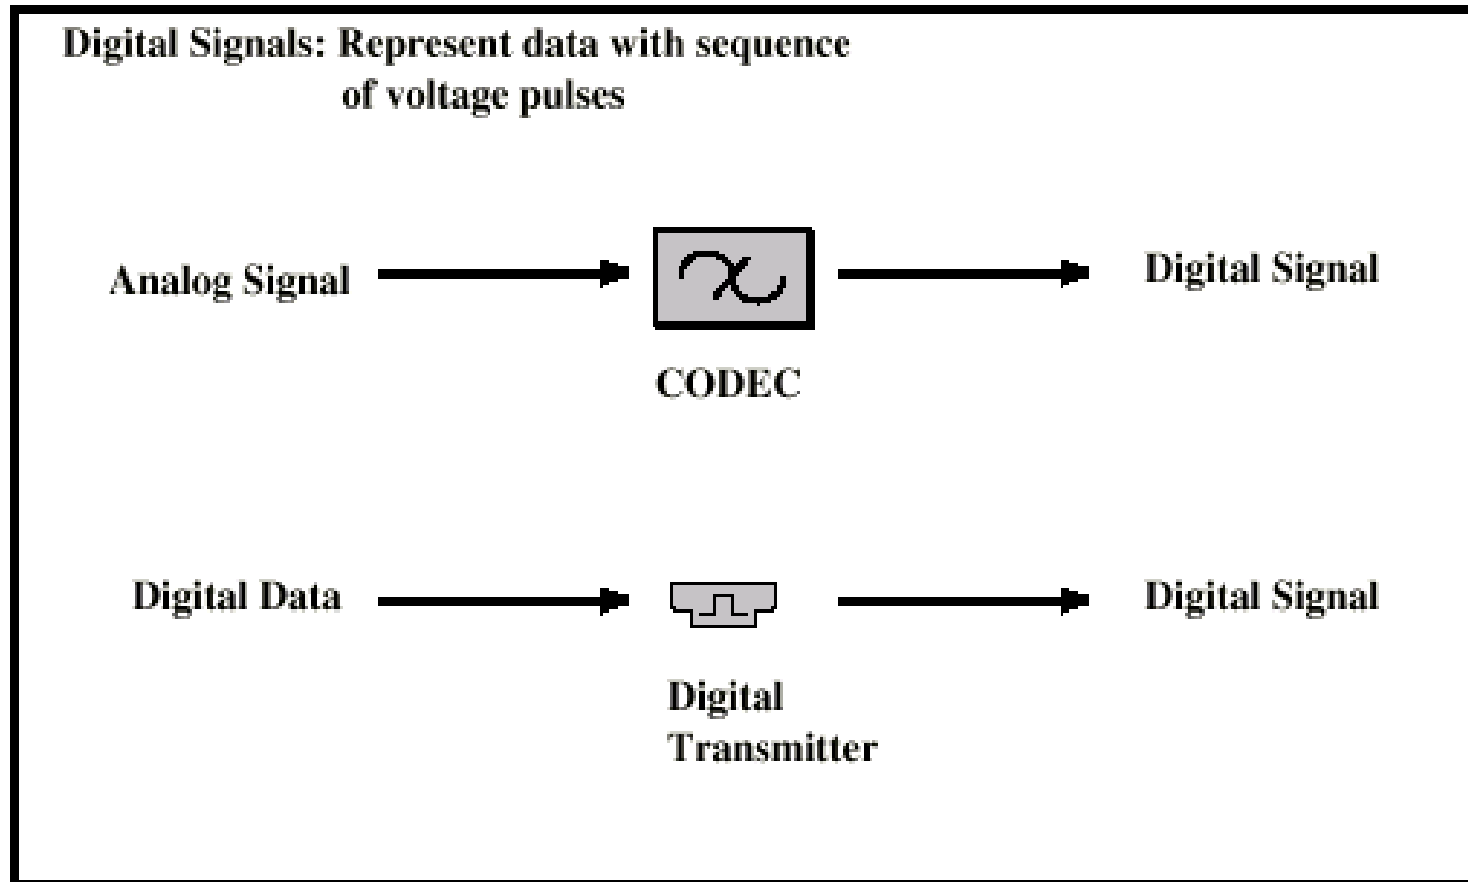 Digital Signals: Represent data with sequence
of voltage pulses
Analog Signal
Digital Signal
CODEC
Digital Data
Digital Signal
Digital
Transmitter